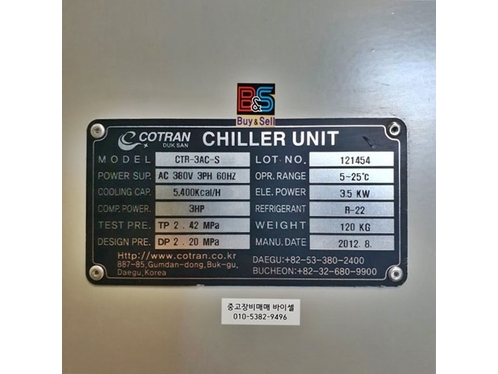 B&S
Buy&Sell
COTRAN
DUK SAN
CHILLER UNIT
MODEL CTR-3AC-S LOT NO. 121454
POWER SUP. AC 380V 3PH 60HZ OPR. RANGE 5-25℃
COOLING CAP. 5,400Kcal/H ELE. POWER 3.5 KW
COMP. POWER 3HP REFRIGERANT R-22
TEST PRE. TP 2.42 MPa WEIGHT 120 KG
DESIGN PRE. DP 2.20 MPa MANU. DATE 2012. 8.
Http://www.cotran.co.kr DAEGU:+82-53-380-2400
887-85, Gumdan-dong, Buk-gu, BUCHEON:+82-32-680-9900
Daegu, Korea
중고장비매매 바이셀
010-5382-9496